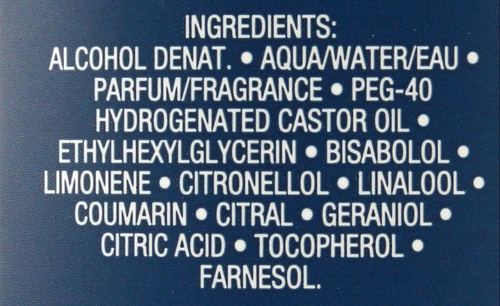 INGREDIENTS:
ALCOHOL DENAT. • AQUA/WATER/EAU •
PARFUM/FRAGRANCE • PEG-40
HYDROGENATED CASTOR OIL •
ETHYLHEXYLGLYCERIN • BISABOLOL •
LIMONENE • CITRONELLOL • LINALOOL •
COUMARIN • CITRAL • GERANIOL •
CITRIC ACID • TOCOPHEROL •
FARNESOL.